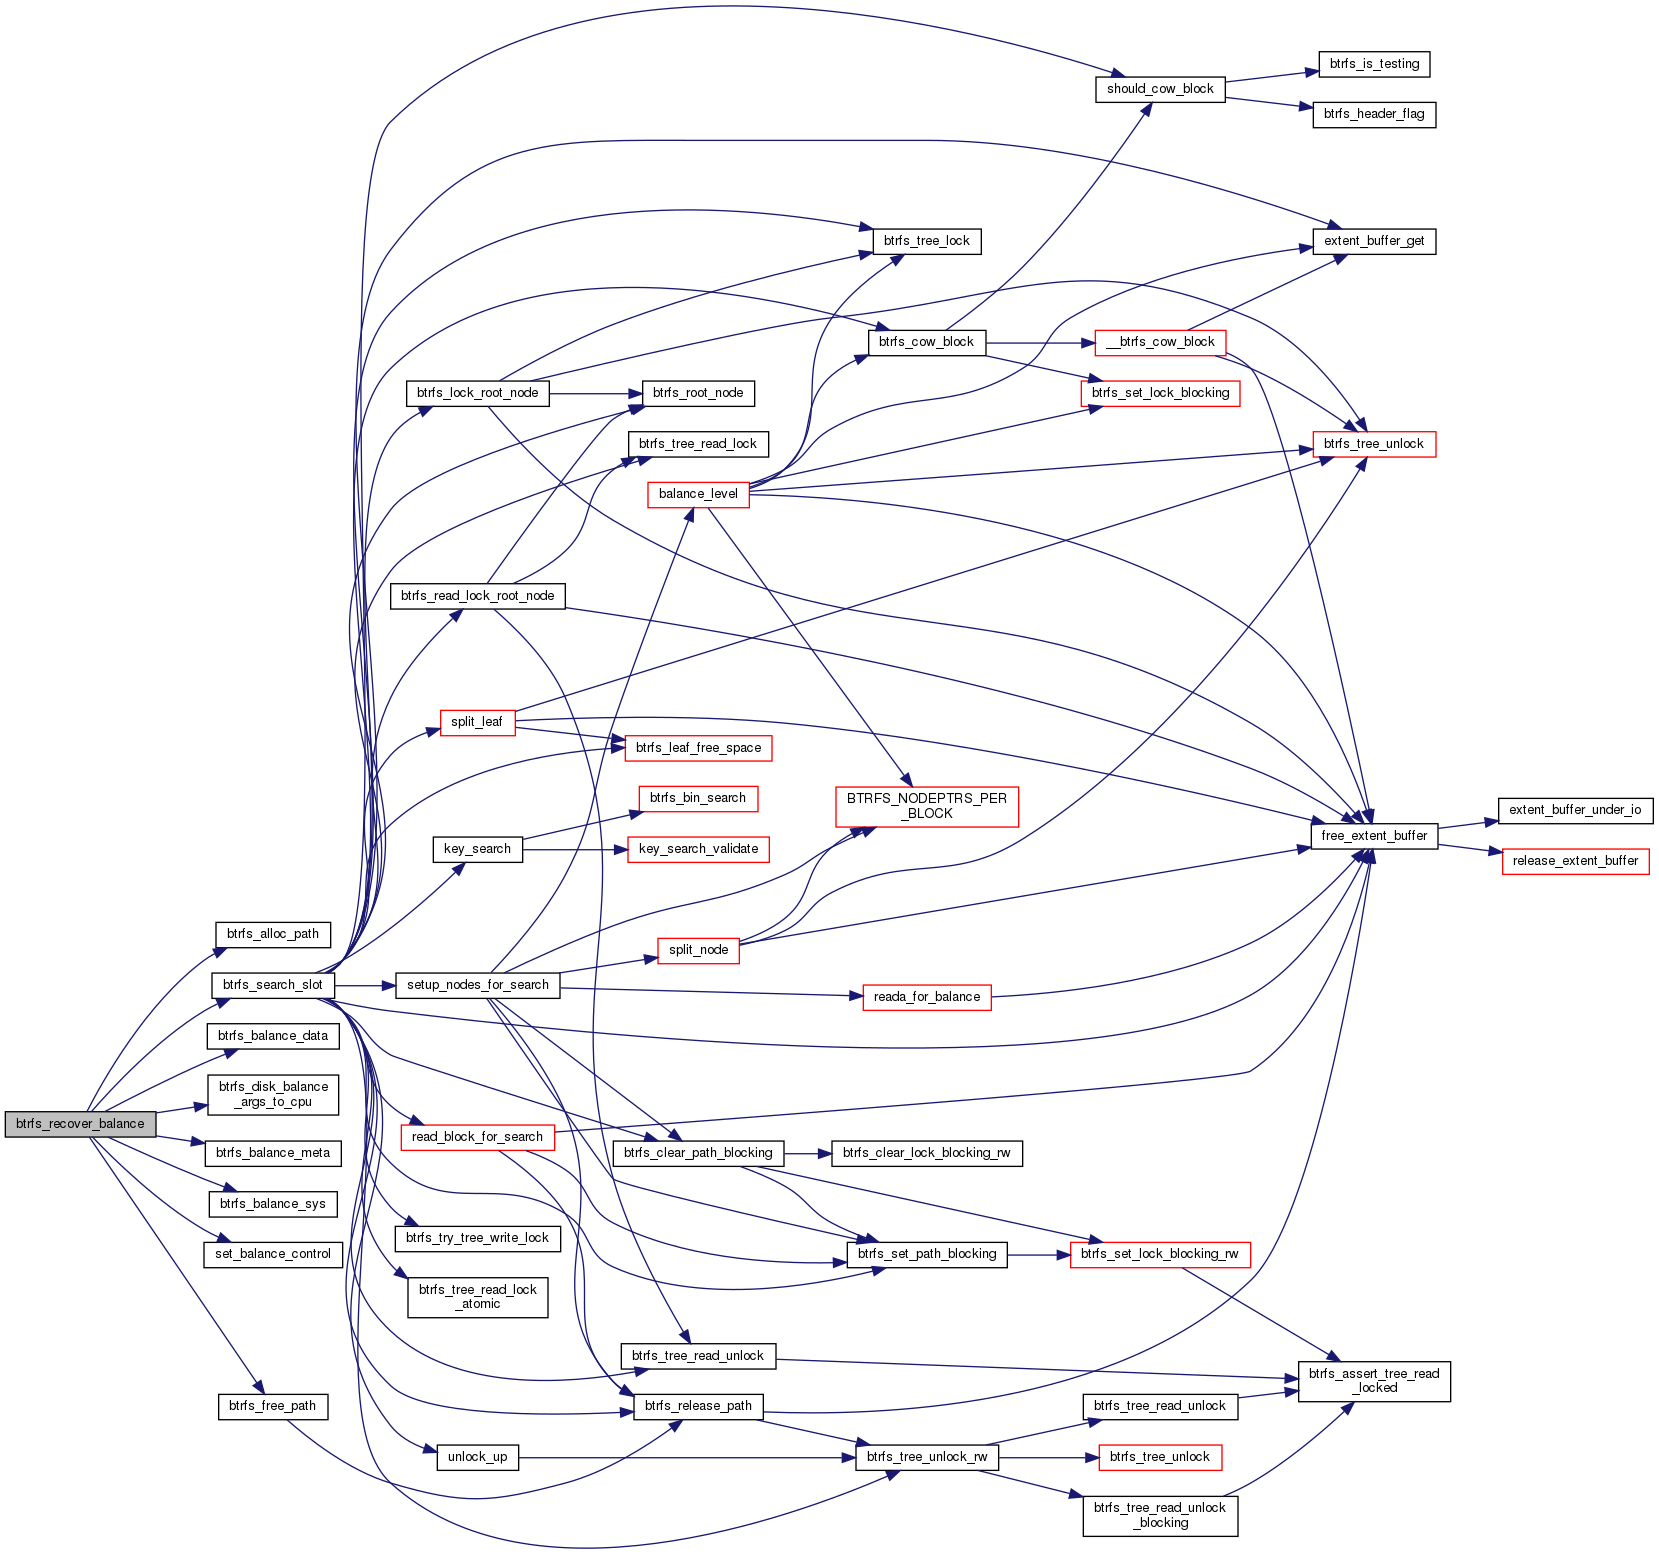 btrfs_is_testing
should_cow_block
btrfs_header_flag
btrfs_tree_lock
extent_buffer_get
btrfs_cow_block
__btrfs_cow_block
btrfs_lock_root_node
btrfs_root_node
btrfs_set_lock_blocking
btrfs_tree_read_lock
btrfs_tree_unlock
balance_level
btrfs_read_lock_root_node
split_leaf
btrfs_leaf_free_space
btrfs_bin_search
BTRFS_NODEPTRS_PER
_BLOCK
extent_buffer_under_io
key_search
key_search_validate
free_extent_buffer
release_extent_buffer
btrfs_alloc_path
split_node
btrfs_search_slot
setup_nodes_for_search
reada_for_balance
btrfs_balance_data
btrfs_disk_balance
_args_to_cpu
btrfs_recover_balance
read_block_for_search
btrfs_balance_meta
btrfs_clear_path_blocking
btrfs_clear_lock_blocking_rw
btrfs_balance_sys
btrfs_try_tree_write_lock
set_balance_control
btrfs_set_path_blocking
btrfs_set_lock_blocking_rw
btrfs_tree_read_lock
_atomic
btrfs_tree_read_unlock
btrfs_assert_tree_read
_locked
btrfs_free_path
btrfs_release_path
btrfs_tree_read_unlock
unlock_up
btrfs_tree_unlock_rw
btrfs_tree_unlock
btrfs_tree_read_unlock
_blocking